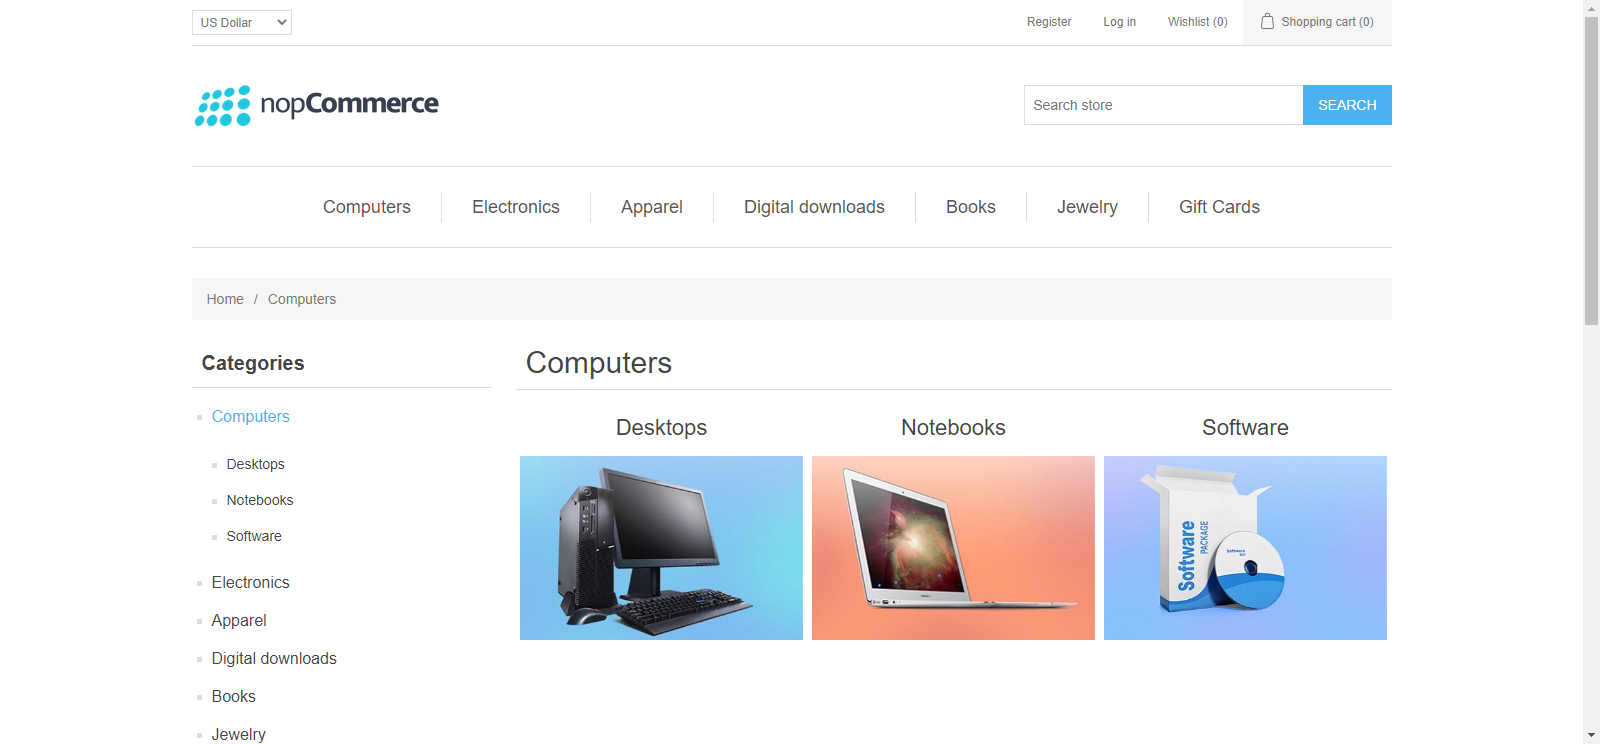 US Dollar
Register
Log in
Wishlist (0)
Shopping cart (0)
nopCommerce
Search store
SEARCH
Computers
Electronics
Apparel
Digital downloads
Books
Jewelry
Gift Cards
Home / Computers
Categories
Computers
Desktops
Notebooks
Software
Electronics
Apparel
Digital downloads
Books
Jewelry
Computers
Desktops
Notebooks
Software
Software
PACKAGE
Software